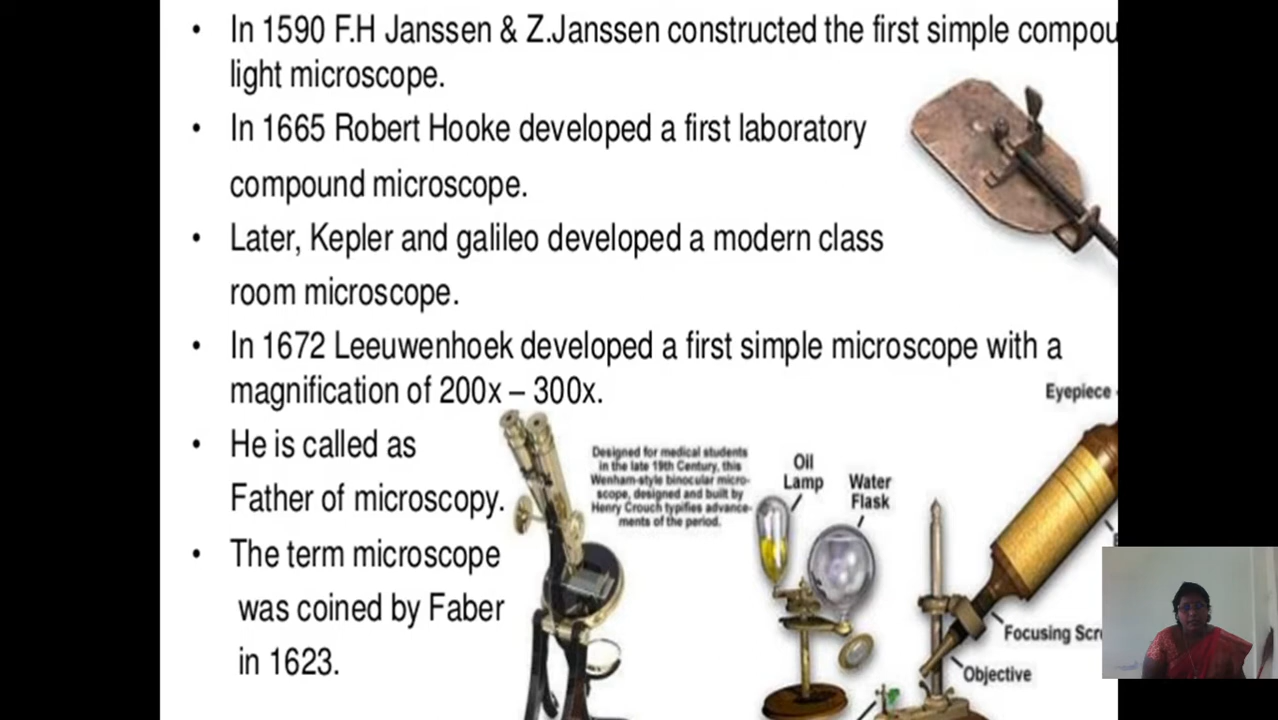 • In 1590 F.H Janssen & Z.Janssen constructed the first simple compou
light microscope.
• In 1665 Robert Hooke developed a first laboratory
compound microscope.
• Later, Kepler and galileo developed a modern class
room microscope.
• In 1672 Leeuwenhoek developed a first simple microscope with a
magnification of 200x – 300x.
• He is called as
Father of microscopy.
• The term microscope
was coined by Faber
in 1623.
Designed for medical students
in the late 19th Century, this
Wenham-style binocular micro-
scope, designed and built by
Henry Crouch typifies advance-
ments of the period.
Oil
Lamp
Water
Flask
Eyepiece
Focusing Scr
Objective